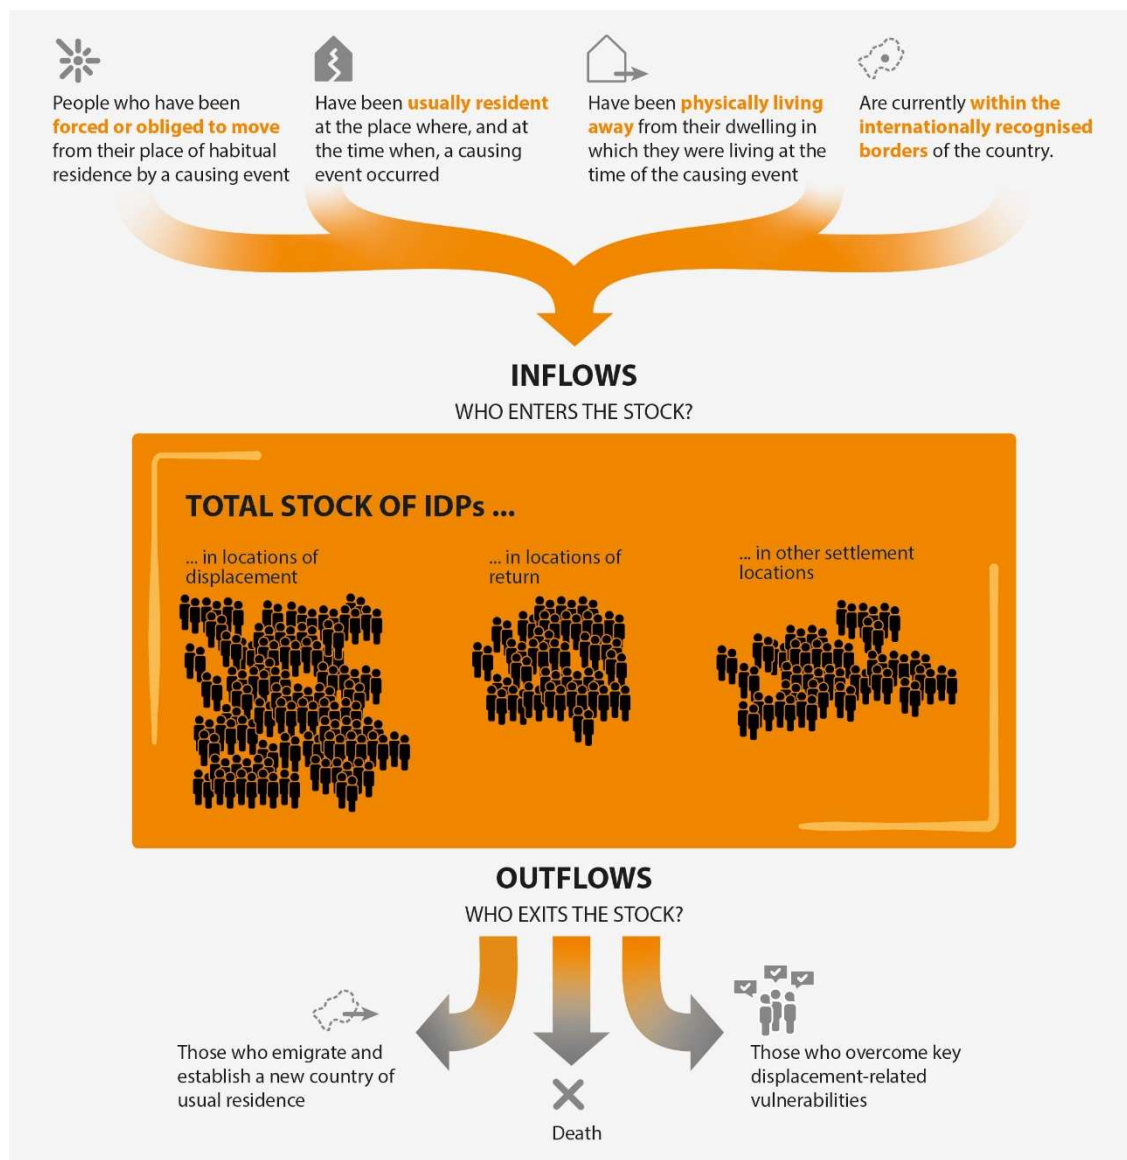 People who have been
forced or obliged to move
from their place of habitual
residence by a causing event
Have been usually resident
at the place where, and at
the time when, a causing
event occurred
Have been physically living
away from their dwelling in
which they were living at the
time of the causing event
Are currently within the
internationally recognised
borders of the country.
INFLOWS
WHO ENTERS THE STOCK?
TOTAL STOCK OF IDPs ...
... in locations of
displacement
... in locations of
return
... in other settlement
locations
OUTFLOWS
WHO EXITS THE STOCK?
Those who emigrate and
establish a new country of
usual residence
Death
Those who overcome key
displacement-related
vulnerabilities